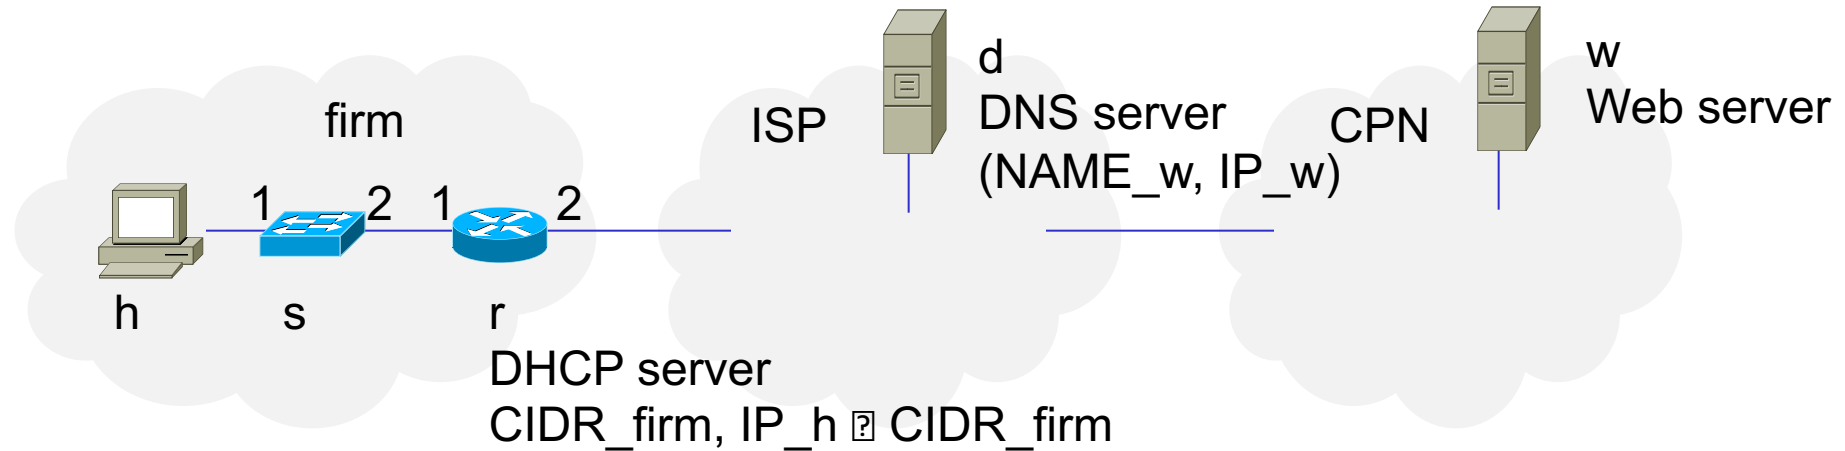 firm
1
2
1
2
h
s
r
DHCP server
CIDR_firm, IP_h ⍰ CIDR_firm
ISP
d
DNS server
(NAME_w, IP_w)
CPN
w
Web server